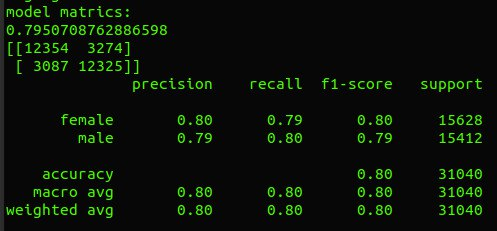 model matrics:
0.7950708762886598
[[12354  3274]
 [ 3087 12325]]
              precision    recall  f1-score   support

      female       0.80      0.79      0.80     15628
        male       0.79      0.80      0.79     15412

    accuracy                           0.80     31040
   macro avg       0.80      0.80      0.80     31040
weighted avg       0.80      0.80      0.80     31040